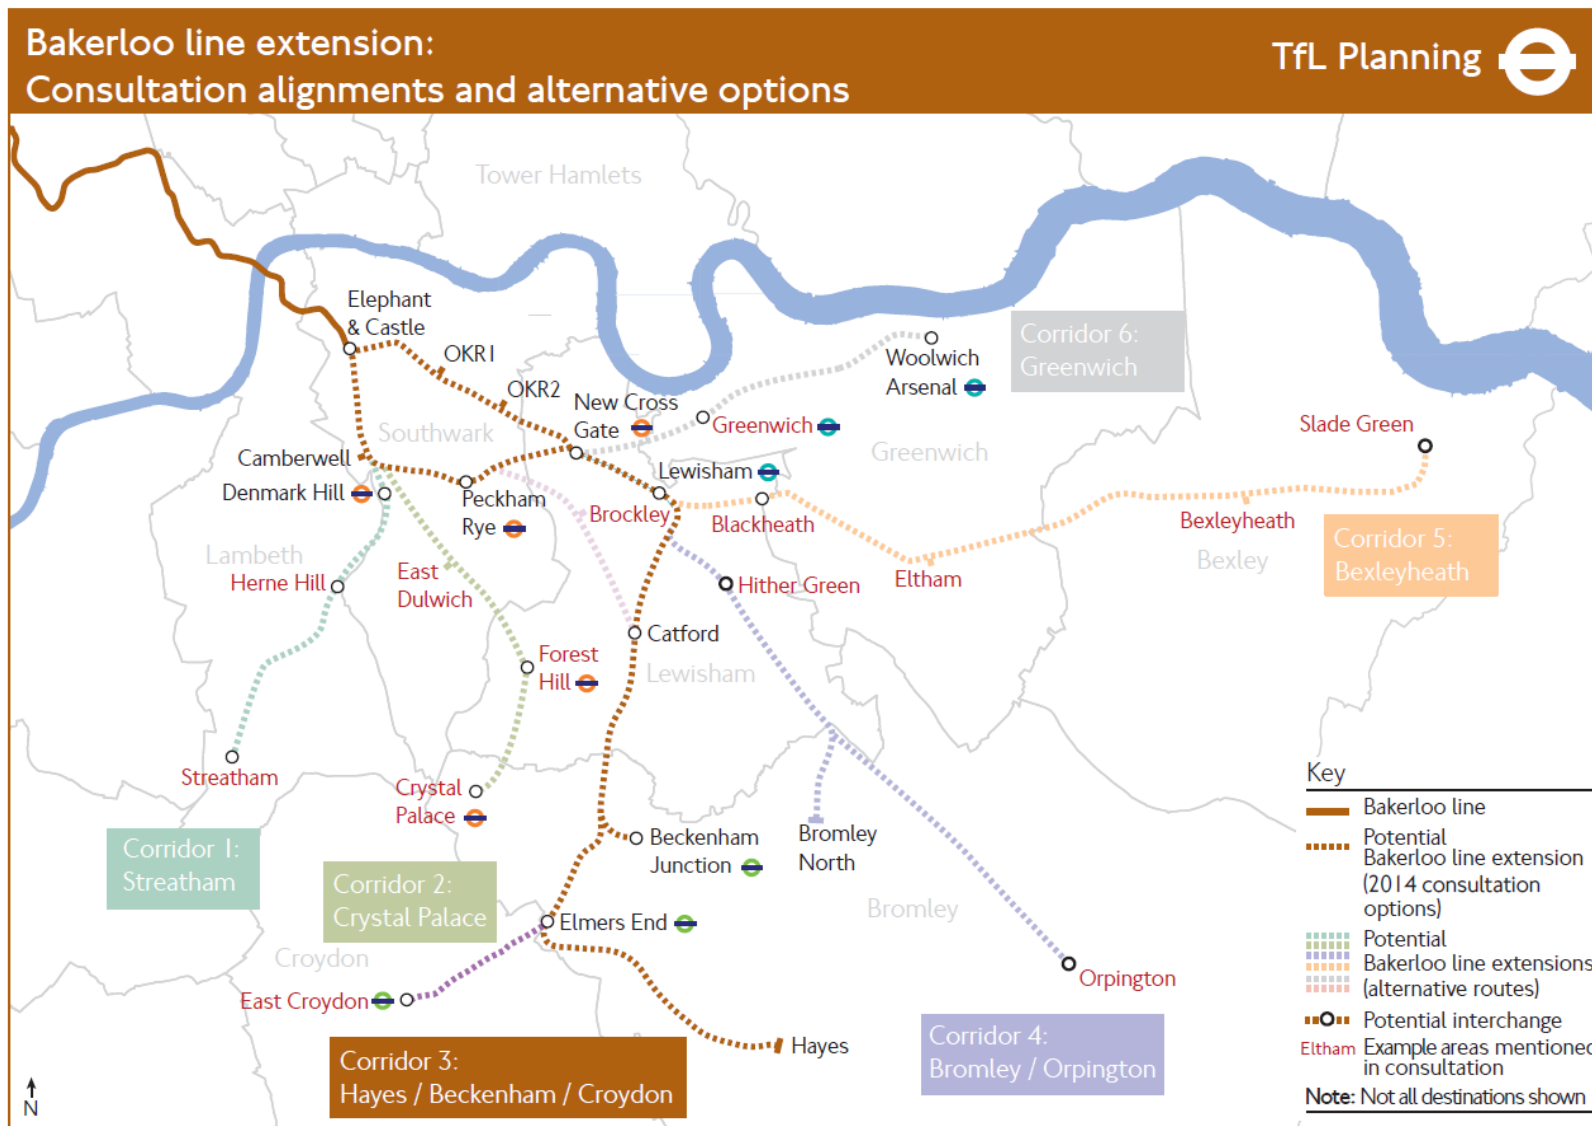 Bakerloo line extension:
Consultation alignments and alternative options
TfL Planning
Tower Hamlets
Elephant
& Castle
OKR1
OKR2
New Cross
Gate
Woolwich
Arsenal
Corridor 6:
Greenwich
Greenwich
Greenwich
Slade Green
Southwark
Camberwell
Denmark Hill
Peckham
Rye
Lewisham
Brockley
Blackheath
Bexleyheath
Bexley
Corridor 5:
Bexleyheath
Lambeth
Herne Hill
East
Dulwich
Hither Green
Eltham
Catford
Forest
Hill
Lewisham
Streatham
Crystal
Palace
Corridor 1:
Streatham
Corridor 2:
Crystal Palace
Beckenham
Junction
Bromley
North
Bromley
Elmers End
Croydon
East Croydon
Orpington
Hayes
Corridor 3:
Hayes / Beckenham / Croydon
Corridor 4:
Bromley / Orpington
Key
Bakerloo line
Potential
Bakerloo line extension
(2014 consultation
options)
Potential
Bakerloo line extensions
(alternative routes)
Potential interchange
Eltham Example areas mentioned
in consultation
Note: Not all destinations shown
N